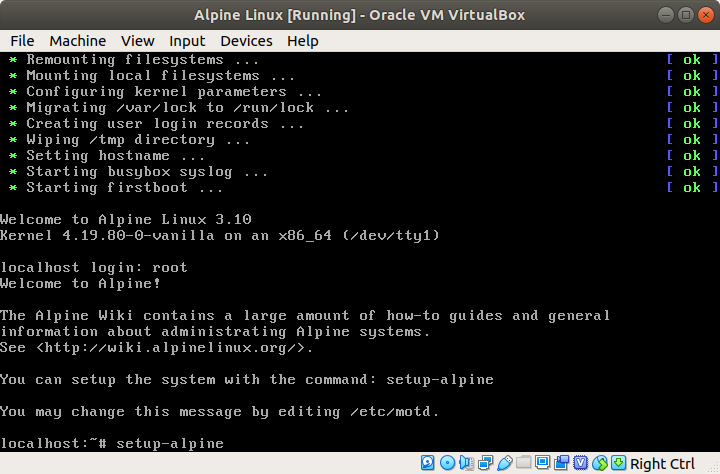 Alpine Linux [Running] - Oracle VM VirtualBox
File Machine View Input Devices Help
* Remounting filesystems ... [ ok ]
* Mounting local filesystems ... [ ok ]
* Configuring kernel parameters ... [ ok ]
* Migrating /var/lock to /run/lock ... [ ok ]
* Creating user login records ... [ ok ]
* Wiping /tmp directory ... [ ok ]
* Setting hostname ... [ ok ]
* Starting busybox syslog ... [ ok ]
* Starting firstboot ... [ ok ]
Welcome to Alpine Linux 3.10
Kernel 4.19.80-0-vanilla on an x86_64 (/dev/tty1)
localhost login: root
Welcome to Alpine!
The Alpine Wiki contains a large amount of how-to guides and general
information about administrating Alpine systems.
See <http://wiki.alpinelinux.org/>.
You can setup the system with the command: setup-alpine
You may change this message by editing /etc/motd.
localhost:~# setup-alpine
Right Ctrl